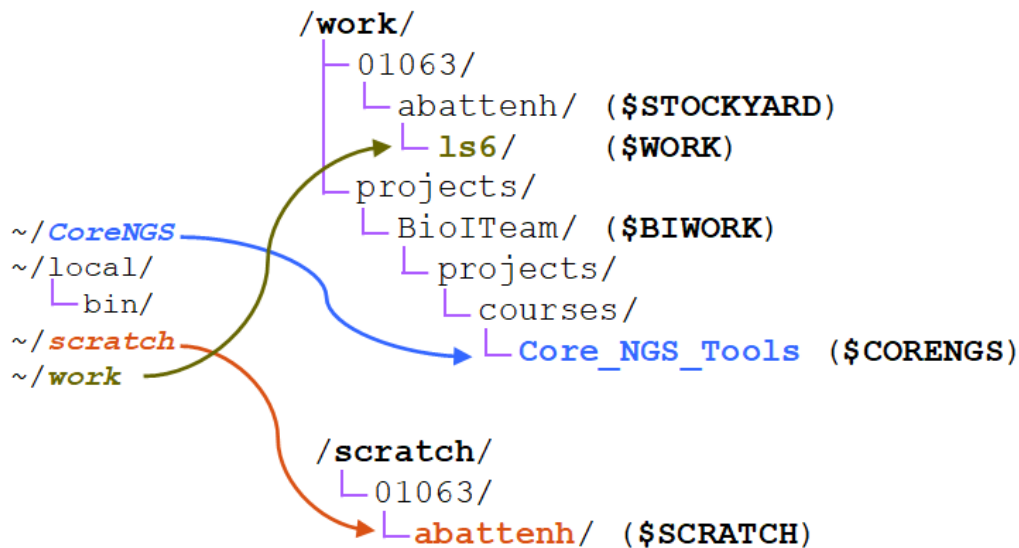 /work/
01063/
abattenh/ ($STOCKYARD)
ls6/ ($WORK)
projects/
BioITeam/ ($BIWORK)
projects/
courses/
Core_NGS_Tools ($CORENGS)
~/CoreNGS
~/local/
bin/
~/scratch
~/work
/scratch/
01063/
abattenh/ ($SCRATCH)